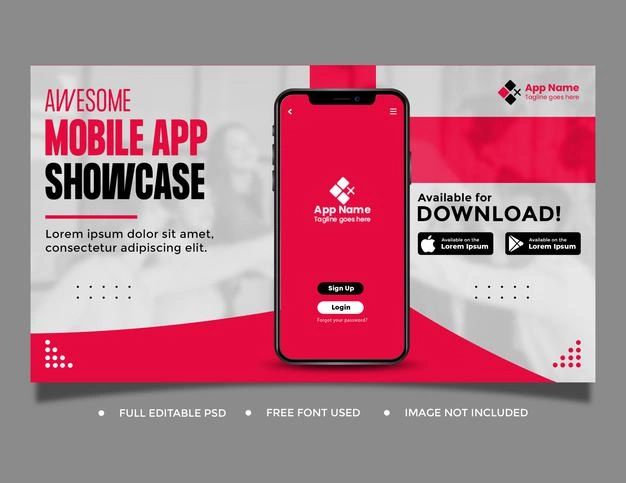 AWESOME
MOBILE APP
SHOWCASE
Lorem ipsum dolor sit amet,
consectetur adipiscing elit.
App Name
Tagline goes here
Sign Up
Login
Forgot your password?
App Name
Tagline goes here
Available for
DOWNLOAD!
Available on the
Lorem Ipsum
Available on the
Lorem Ipsum
FULL EDITABLE PSD
FREE FONT USED
IMAGE NOT INCLUDED